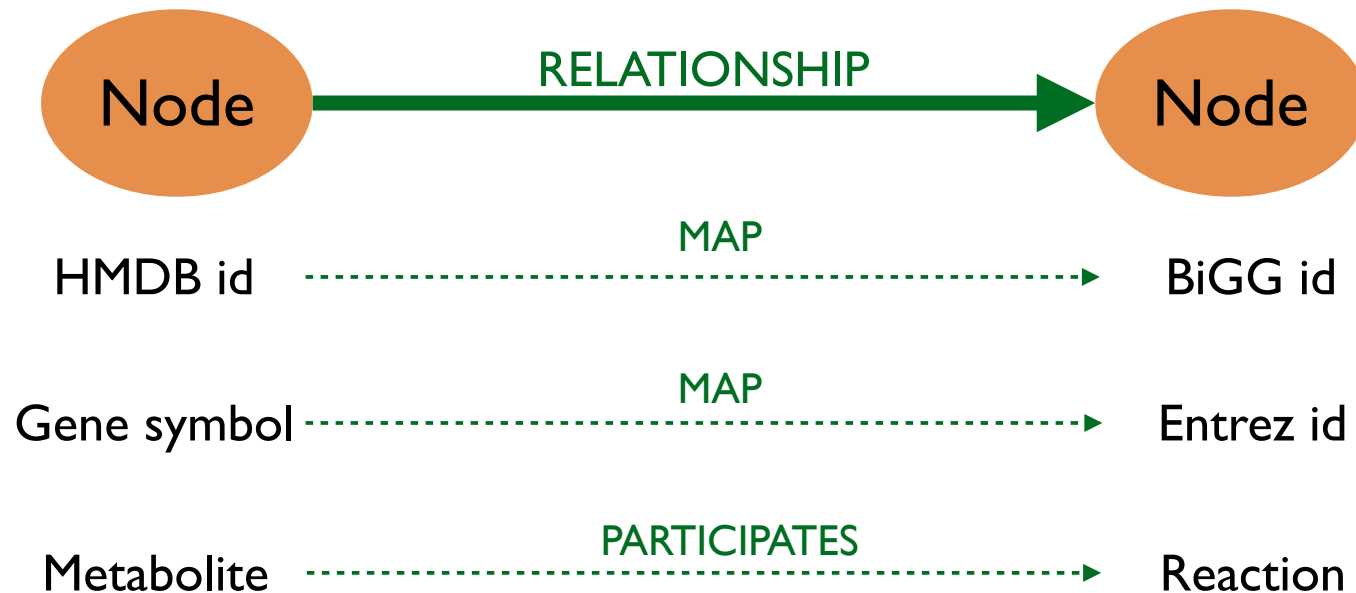 Node RELATIONSHIP Node
HMDB id MAP BiGG id
Gene symbol MAP Entrez id
Metabolite PARTICIPATES Reaction